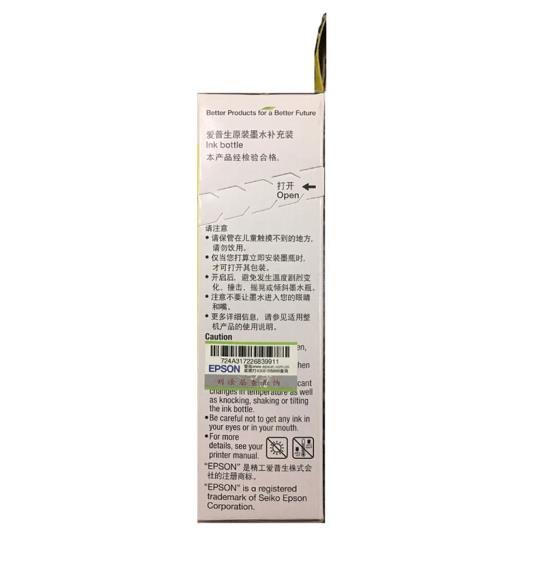 Better Products for a Better Future
爱普生原装墨水补充装
Ink bottle
本产品经检验合格。
打开
Open
请注意
•请保管在儿童触摸不到的地方,
请勿饮用。
•仅当您打算立即安装墨瓶时,
才可打开其包装。
•开启后, 避免发生温度剧烈变
化、撞击、摇晃或倾斜墨水瓶。
•注意不要让墨水进入您的眼睛
和嘴。
•更多详细信息, 请参见适用整
机产品的使用说明。
Caution
724A317226839911
EPSON
changes in temperature as well
as knocking, shaking or tilting
the ink bottle.
•Be careful not to get any ink in
your eyes or in your mouth.
•For more
details, see your
printer manual.
"EPSON" 是精工爱普生株式会
社的注册商标。
"EPSON" is a registered
trademark of Seiko Epson
Corporation.